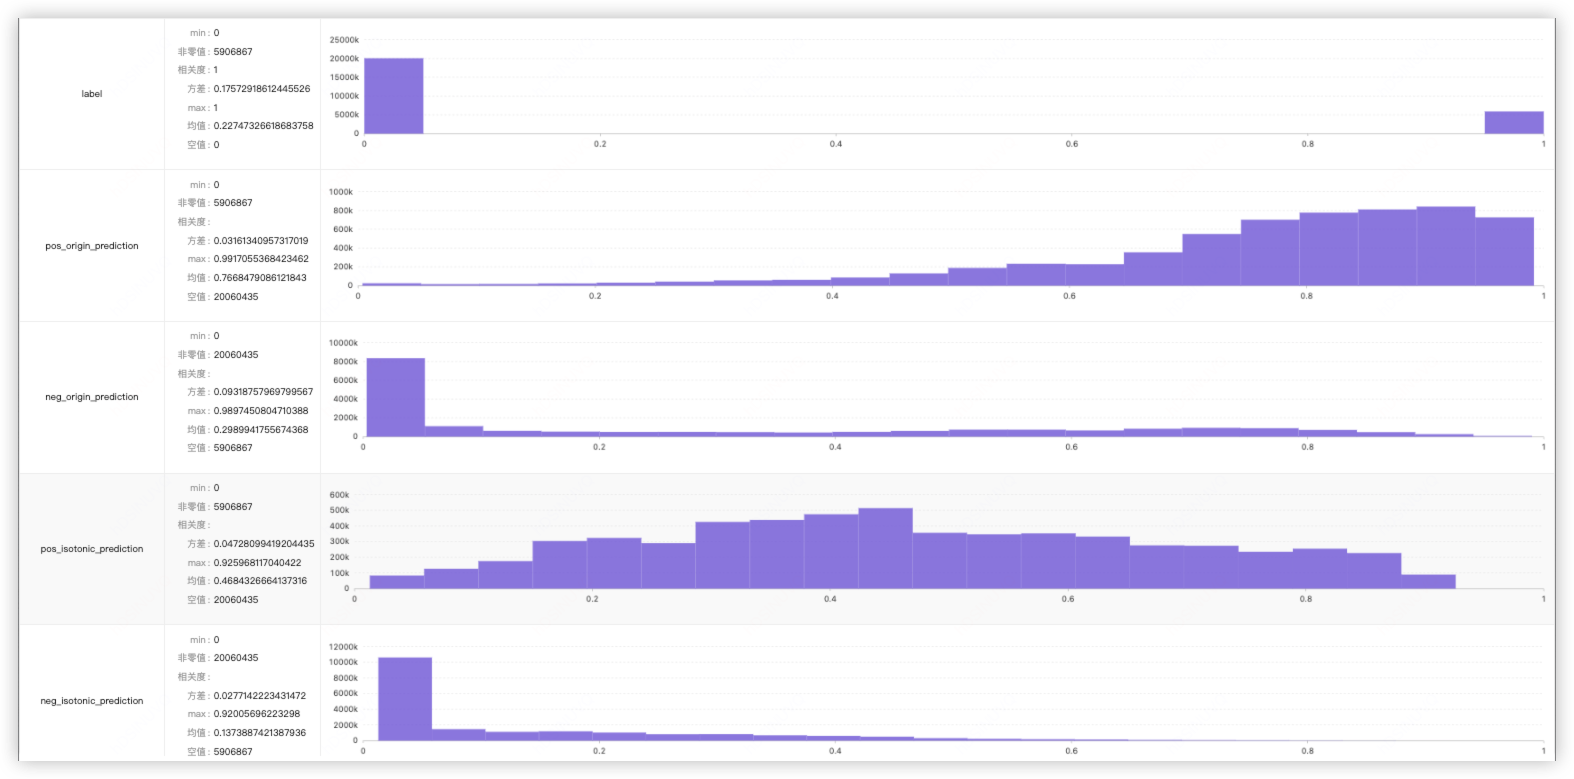 label
min : 0
非零值 : 5906867
相关度 : 1
方差 : 0.17572918612445526
max : 1
均值 : 0.22747326618683758
空值 : 0
25000k
20000k
15000k
10000k
5000k
0
0 0.2 0.4 0.6 0.8 1
pos_origin_prediction
min : 0
非零值 : 5906867
相关度 :
方差 : 0.03161340957317019
max : 0.9917055368423462
均值 : 0.7668479086121843
空值 : 20060435
1000k
800k
600k
400k
200k
0
0 0.2 0.4 0.6 0.8 1
neg_origin_prediction
min : 0
非零值 : 20060435
相关度 :
方差 : 0.09318757969799567
max : 0.9897450804710388
均值 : 0.2989941755674368
空值 : 5906867
10000k
8000k
6000k
4000k
2000k
0
0 0.2 0.4 0.6 0.8 1
pos_isotonic_prediction
min : 0
非零值 : 5906867
相关度 :
方差 : 0.04728099419204435
max : 0.925968117040422
均值 : 0.4684326664137316
空值 : 20060435
600k
500k
400k
300k
200k
100k
0
0 0.2 0.4 0.6 0.8 1
neg_isotonic_prediction
min : 0
非零值 : 20060435
相关度 :
方差 : 0.0277142223431472
max : 0.92005696223298
均值 : 0.1373887421387936
空值 : 5906867
12000k
10000k
8000k
6000k
4000k
2000k
0
0 0.2 0.4 0.6 0.8 1